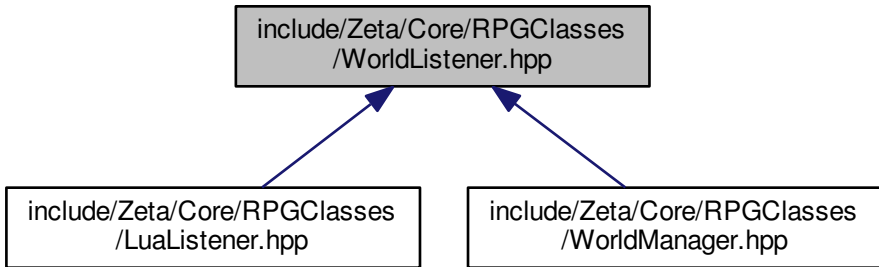 include/Zeta/Core/RPGClasses
/WorldListener.hpp
include/Zeta/Core/RPGClasses
/LuaListener.hpp
include/Zeta/Core/RPGClasses
/WorldManager.hpp